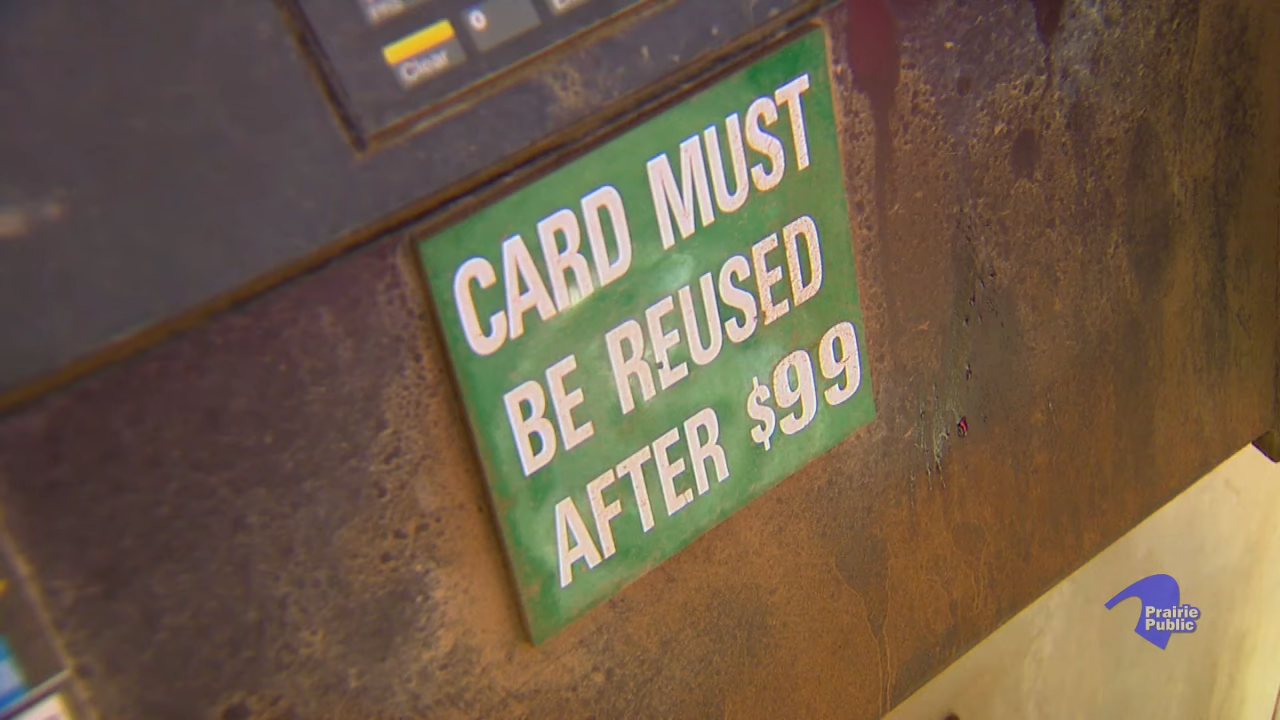 0
Clear
CARD MUST
BE REUSED
AFTER $99
Prairie
Public